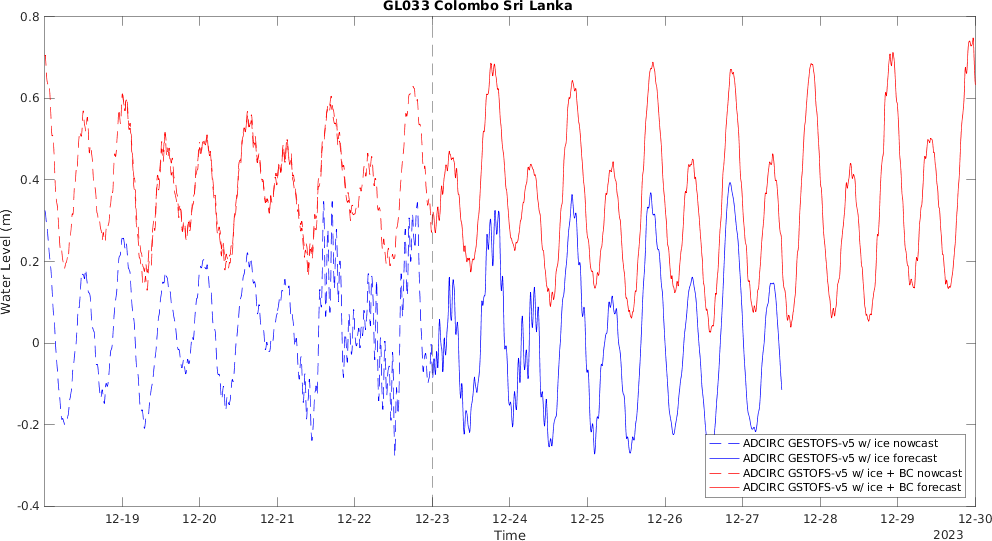 GL033 Colombo Sri Lanka
0.8
0.6
0.4
0.2
0
-0.2
-0.4
Water Level (m)
ADCIRC GESTOFS-v5 w/ ice nowcast
ADCIRC GESTOFS-v5 w/ ice forecast
ADCIRC GSTOFS-v5 w/ ice + BC nowcast
ADCIRC GSTOFS-v5 w/ ice + BC forecast
12-19 12-20 12-21 12-22 12-23 12-24 12-25 12-26 12-27 12-28 12-29 12-30
Time
2023